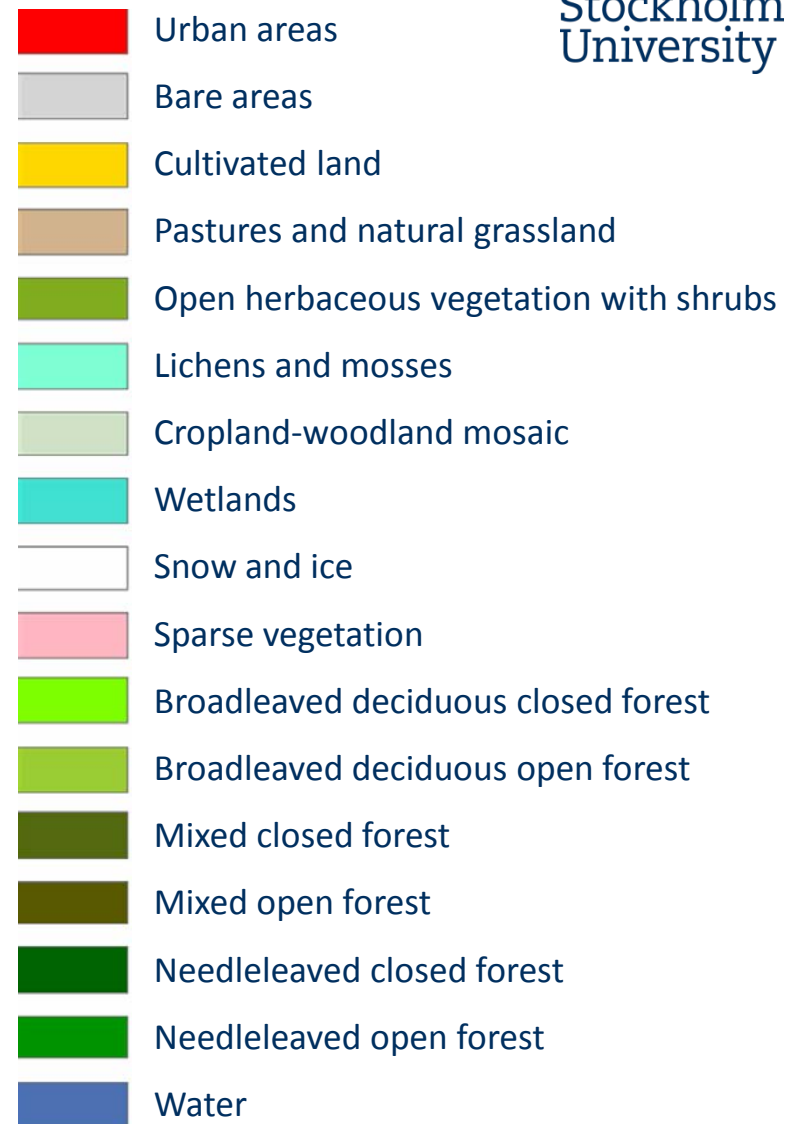 Stockholm
University
Urban areas
Bare areas
Cultivated land
Pastures and natural grassland
Open herbaceous vegetation with shrubs
Lichens and mosses
Cropland-woodland mosaic
Wetlands
Snow and ice
Sparse vegetation
Broadleaved deciduous closed forest
Broadleaved deciduous open forest
Mixed closed forest
Mixed open forest
Needleleaved closed forest
Needleleaved open forest
Water